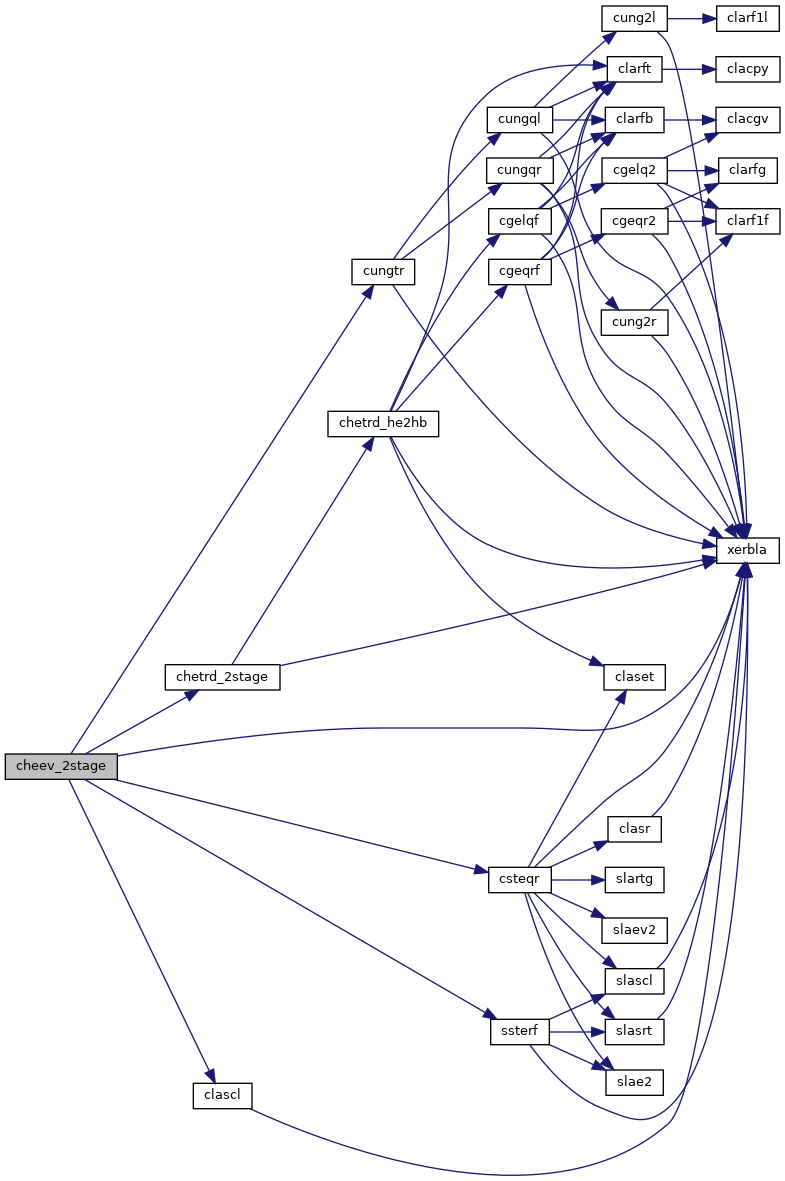 cung2l
clarf1l
clarft
clacpy
cungql
clarfb
clacgv
cungqr
cgelq2
clarfg
cgelqf
cgeqr2
clarf1f
cungtr
cgeqrf
cung2r
chetrd_he2hb
xerbla
chetrd_2stage
claset
cheev_2stage
clasr
csteqr
slartg
slaev2
slascl
ssterf
slasrt
slae2
clascl